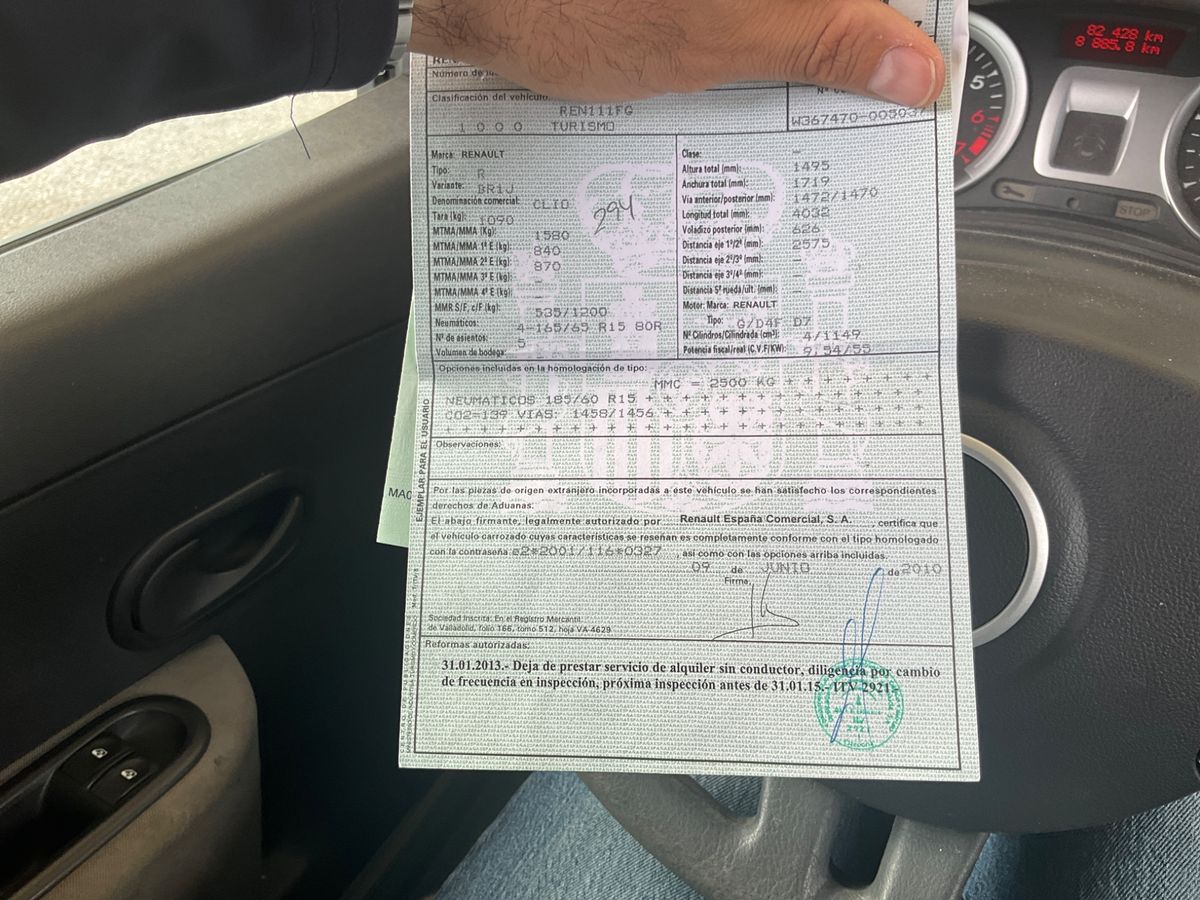 82 428 km
8 885.8 km
5
6
7
STOP
Clasificación del vehículo:
REN111FG
1000 TURISMO
Marca: RENAULT
Tipo: R
Variante: BR1J
Denominación comercial: CLIO
294
Tara (kg): 1090
MTMA/MMA (Kg): 1580
MTMA/MMA 1º E (kg): 840
MTMA/MMA 2º E (kg): 870
MTMA/MMA 3º E (kg): -
MTMA/MMA 4º E (kg): -
MMR S/F, c/F (kg): 535/1200
Neumáticos: 4-165/65 R15 80R
Nº de asientos: 5
Volumen de bodega:
Clase: -
Altura total (mm): 1495
Anchura total (mm): 1719
Vía anterior/posterior (mm): 1472/1470
Longitud total (mm): 4032
Voladizo posterior (mm): 626
Distancia eje 1º/2º (mm): 2575
Distancia eje 2º/3º (mm): -
Distancia eje 3º/4º (mm): -
Distancia 5ª rueda/últ. (mm): -
Motor: Marca: RENAULT
Tipo: G/D4F D7
Nº Cilindros/Cilindrada (cm³): 4/1149
Potencia fiscal/real (C.V.F/KW): 9,54/55
Opciones incluidas en la homologación de tipo:
MMC = 2500 KG + + + + + + + + + +
NEUMATICOS 185/60 R15 + + + + + + + + + + + + + + +
CO2-139 VIAS: 1458/1456 + + + + + + + + + + + + + +
+ + + + + + + + + + + + + + + + + + + + + + + + +
Observaciones:
EJEMPLAR PARA EL USUARIO
MAQ
Por las piezas de origen extranjero incorporadas a este vehículo se han satisfecho los correspondientes
derechos de Aduanas:
El abajo firmante, legalmente autorizado por Renault España Comercial, S. A. , certifica que
el vehículo carrozado cuyas características se reseñan es completamente conforme con el tipo homologado
con la contraseña e2*2001/116*0327 , así como con las opciones arriba incluidas.
09 de JUNIO de 2010
Firma,
Sociedad Inscrita: En el Registro Mercantil
de Valladolid, folio 166, tomo 512, hoja VA-4629
Reformas autorizadas:
31.01.2013.- Deja de prestar servicio de alquiler sin conductor, diligencia por cambio
de frecuencia en inspección, próxima inspección antes de 31.01.15.- ITV 2921
2921